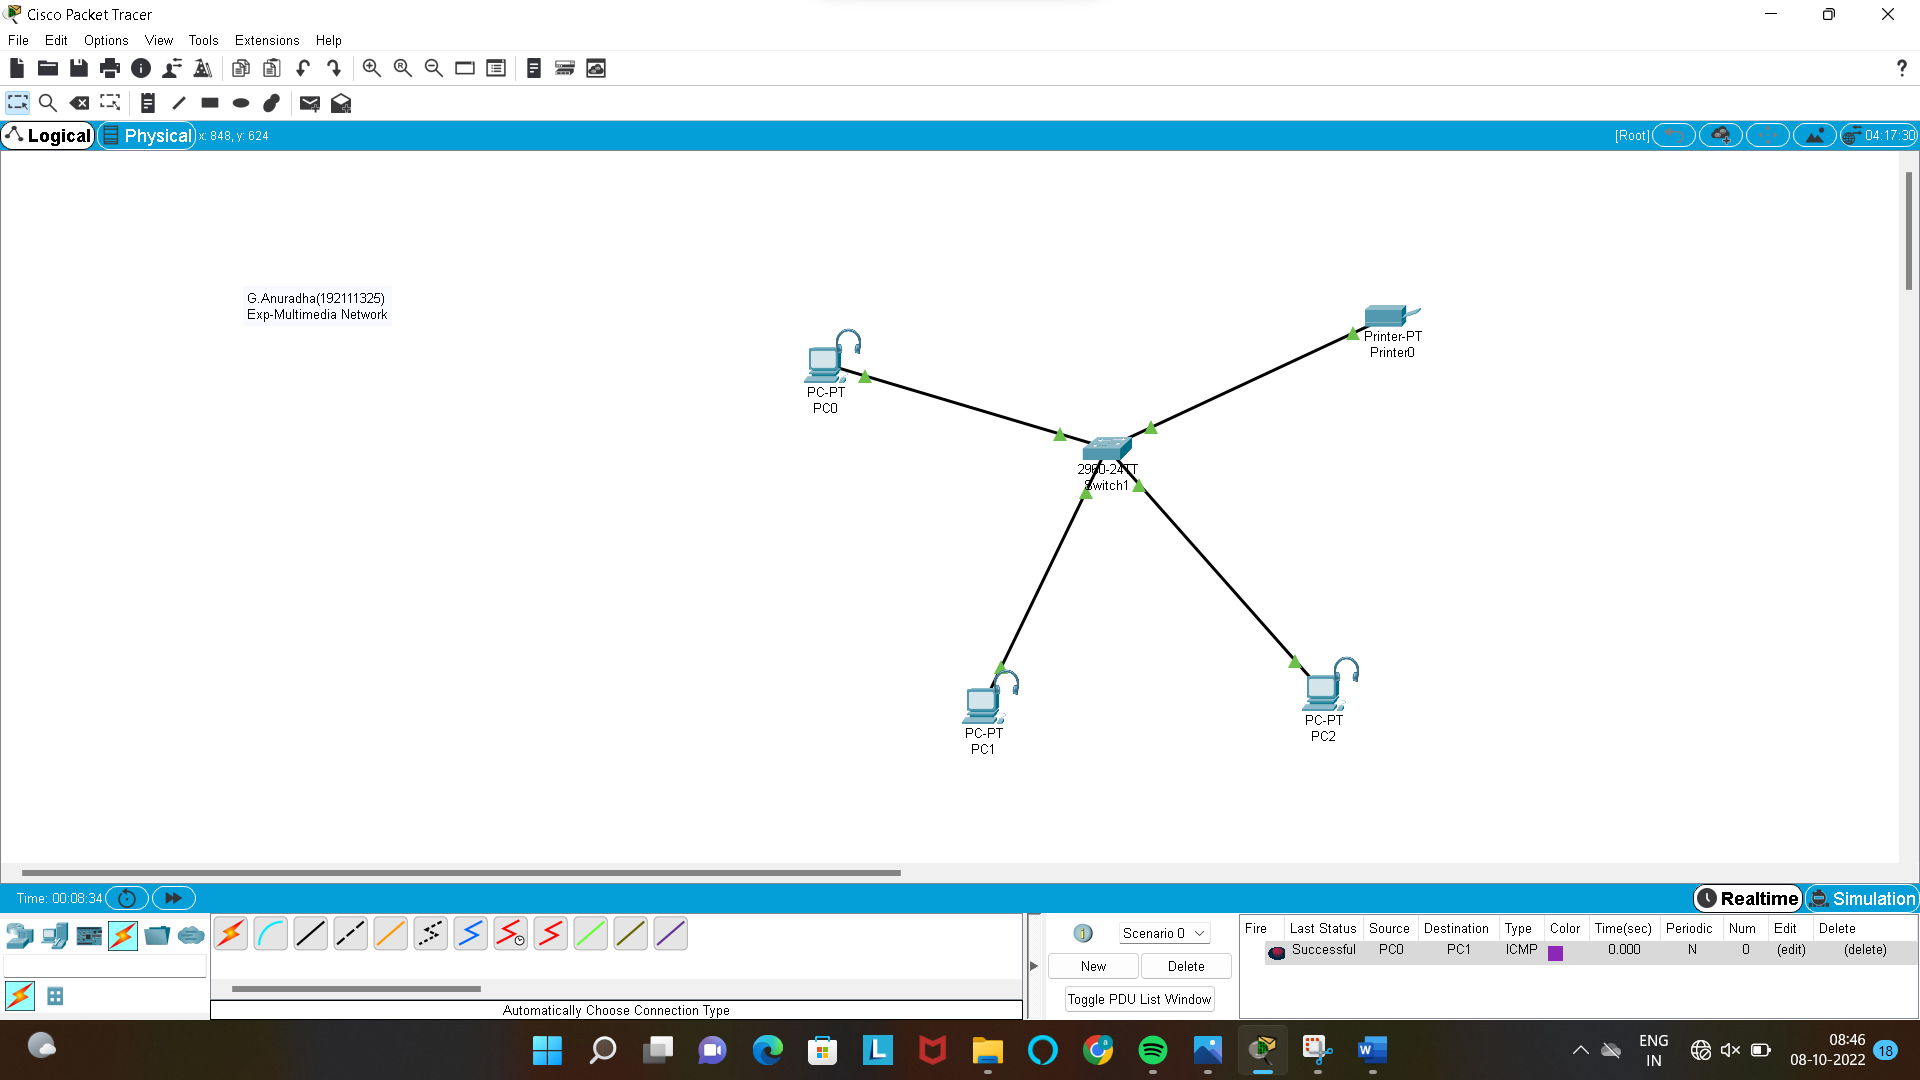 Cisco Packet Tracer
File Edit Options View Tools Extensions Help
?
Logical Physical x: 848, y: 624 [Root] 04:17:30
G.Anuradha(192111325)
Exp-Multimedia Network
Printer-PT
Printer0
PC-PT
PC0
2960-24TT
Switch1
PC-PT
PC1
PC-PT
PC2
Time: 00:08:34 Realtime Simulation
Scenario 0
New Delete
Toggle PDU List Window
Fire Last Status Source Destination Type Color Time(sec) Periodic Num Edit Delete
Successful PC0 PC1 ICMP 0.000 N 0 (edit) (delete)
Automatically Choose Connection Type
ENG
IN
08:46
08-10-2022
18